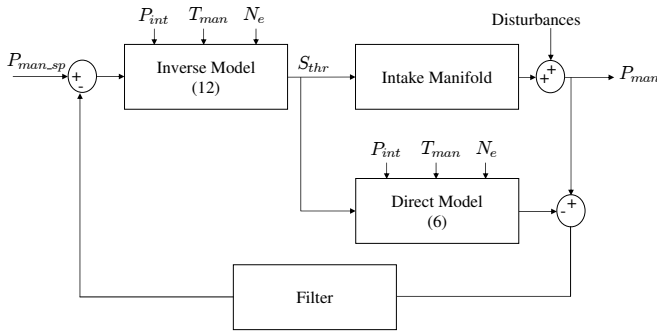 P_int T_man N_e
Disturbances
P_man_sp
+
-
Inverse Model
(12)
S_thr
Intake Manifold
+
+
P_man
P_int T_man N_e
Direct Model
(6)
-
+
Filter